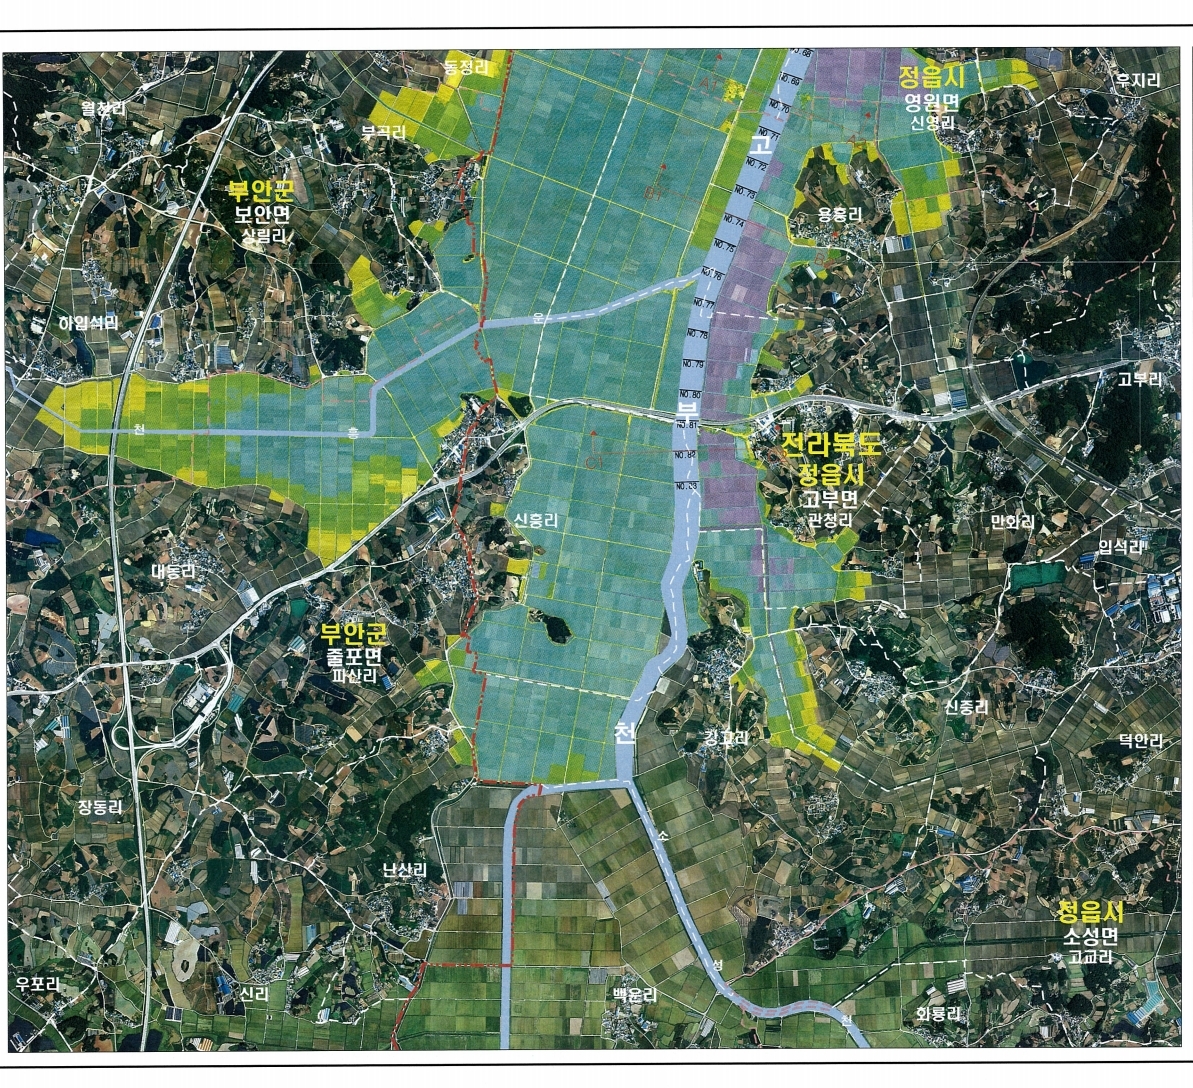 동정리
정읍시
영원면
신영리
우지리
월천리
부곡리
NO.68
NO.69
NO.70
NO.71
고
NO.72
NO.73
부안군
보안면
상림리
용흥리
NO.74
NO.75
NO.76
NO.77
하입석리
운
NO.78
NO.79
고부리
NO.80
부
NO.81
천
흥
전라북도
정읍시
고부면
관청리
NO.82
NO.83
신흥리
만화리
입석리
대동리
부안군
줄포면
파산리
신중리
천
강고리
덕안리
장동리
소
난산리
정읍시
소성면
고교리
성
우포리
신리
백운리
천
화룡리